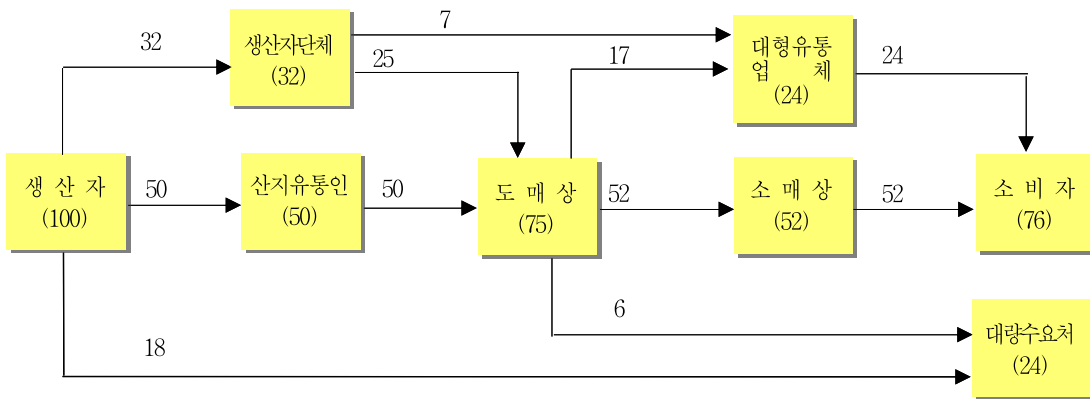 32
생산자단체
(32)
7
25
17
대형유통
업 체
(24)
24
생 산 자
(100)
50
산지유통인
(50)
50
도 매 상
(75)
52
소 매 상
(52)
52
소 비 자
(76)
6
18
대량수요처
(24)